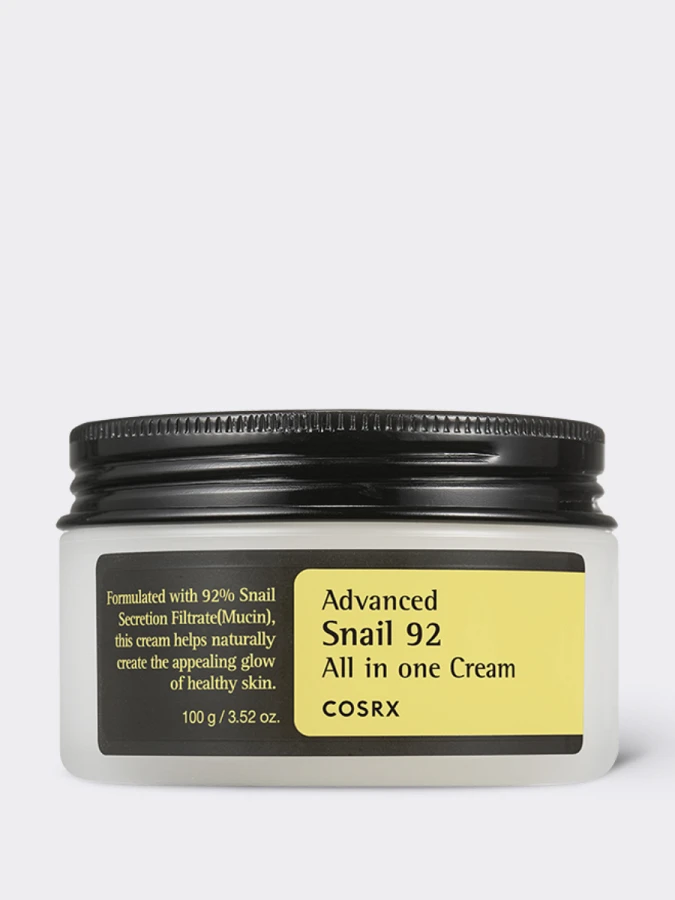 Formulated with 92% Snail
Secretion Filtrate(Mucin),
this cream helps naturally
create the appealing glow
of healthy skin.
100 g / 3.52 oz.
Advanced
Snail 92
All in one Cream
COSRX